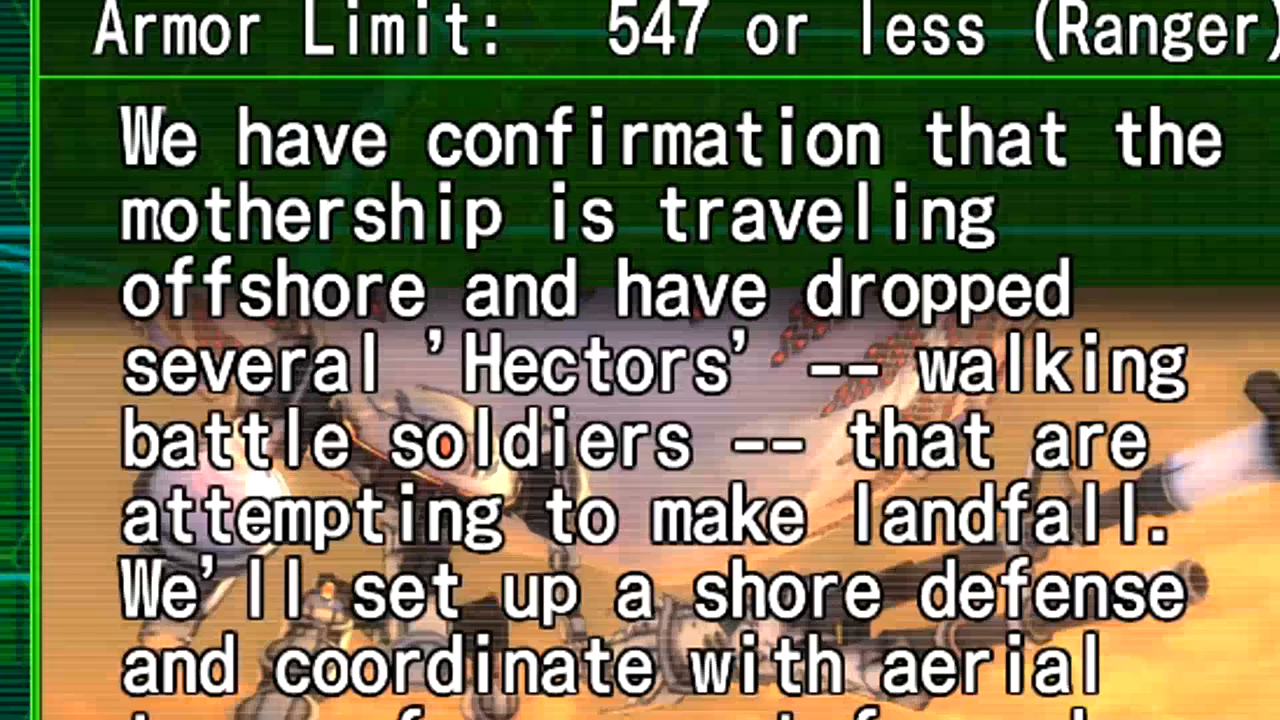 Armor Limit: 547 or less (Ranger)
We have confirmation that the
mothership is traveling
offshore and have dropped
several 'Hectors' -- walking
battle soldiers -- that are
attempting to make landfall.
We'll set up a shore defense
and coordinate with aerial